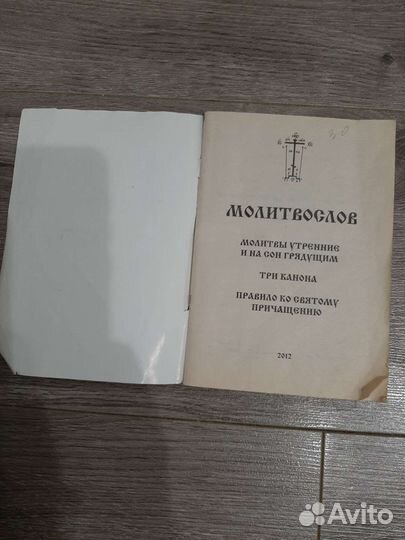 МОЛИТВОСЛОВ
МОЛИТВЫ УТРЕННИЕ
И НА СОН ГРЯДУЩИМ
ТРИ КАНОНА
ПРАВИЛО КО СВЯТОМУ
ПРИЧАЩЕНИЮ
2012
Avito